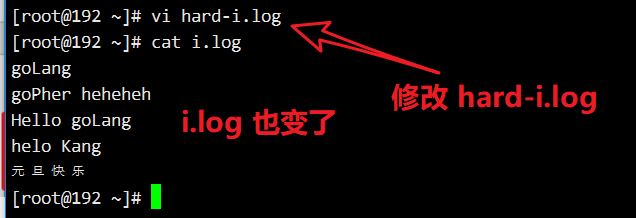 [root@192 ~]# vi hard-i.log
[root@192 ~]# cat i.log
goLang
goPher heheheh
Hello goLang
helo Kang
元旦快乐
[root@192 ~]#
修改 hard-i.log
i.log 也变了